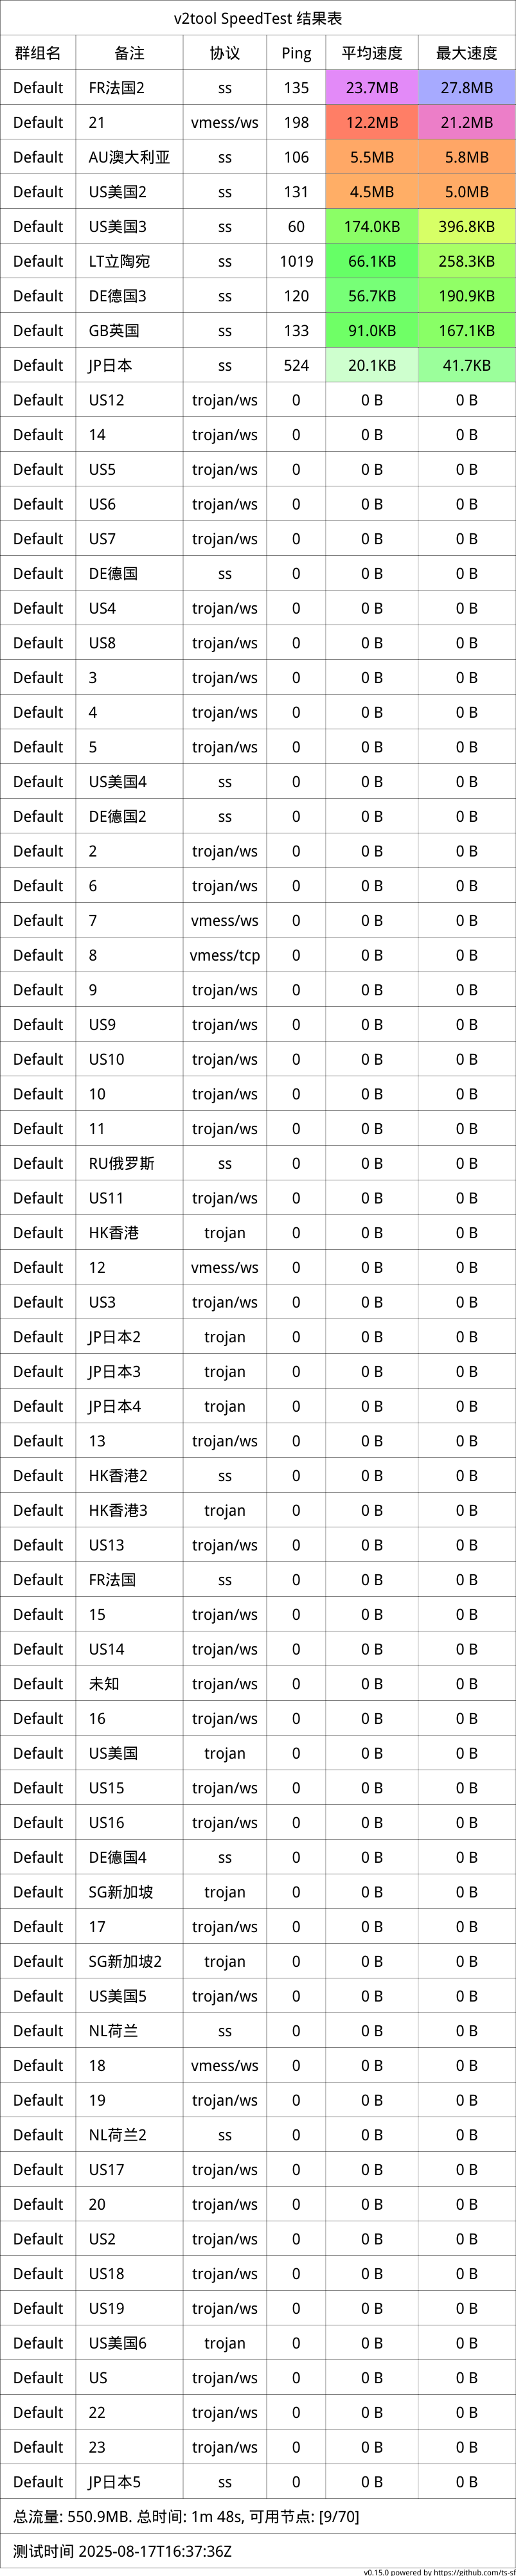 v2tool SpeedTest 结果表
群组名 备注 协议 Ping 平均速度 最大速度
Default FR法国2 ss 135 23.7MB 27.8MB
Default 21 vmess/ws 198 12.2MB 21.2MB
Default AU澳大利亚 ss 106 5.5MB 5.8MB
Default US美国2 ss 131 4.5MB 5.0MB
Default US美国3 ss 60 174.0KB 396.8KB
Default LT立陶宛 ss 1019 66.1KB 258.3KB
Default DE德国3 ss 120 56.7KB 190.9KB
Default GB英国 ss 133 91.0KB 167.1KB
Default JP日本 ss 524 20.1KB 41.7KB
Default US12 trojan/ws 0 0 B 0 B
Default 14 trojan/ws 0 0 B 0 B
Default US5 trojan/ws 0 0 B 0 B
Default US6 trojan/ws 0 0 B 0 B
Default US7 trojan/ws 0 0 B 0 B
Default DE德国 ss 0 0 B 0 B
Default US4 trojan/ws 0 0 B 0 B
Default US8 trojan/ws 0 0 B 0 B
Default 3 trojan/ws 0 0 B 0 B
Default 4 trojan/ws 0 0 B 0 B
Default 5 trojan/ws 0 0 B 0 B
Default US美国4 ss 0 0 B 0 B
Default DE德国2 ss 0 0 B 0 B
Default 2 trojan/ws 0 0 B 0 B
Default 6 trojan/ws 0 0 B 0 B
Default 7 vmess/ws 0 0 B 0 B
Default 8 vmess/tcp 0 0 B 0 B
Default 9 trojan/ws 0 0 B 0 B
Default US9 trojan/ws 0 0 B 0 B
Default US10 trojan/ws 0 0 B 0 B
Default 10 trojan/ws 0 0 B 0 B
Default 11 trojan/ws 0 0 B 0 B
Default RU俄罗斯 ss 0 0 B 0 B
Default US11 trojan/ws 0 0 B 0 B
Default HK香港 trojan 0 0 B 0 B
Default 12 vmess/ws 0 0 B 0 B
Default US3 trojan/ws 0 0 B 0 B
Default JP日本2 trojan 0 0 B 0 B
Default JP日本3 trojan 0 0 B 0 B
Default JP日本4 trojan 0 0 B 0 B
Default 13 trojan/ws 0 0 B 0 B
Default HK香港2 ss 0 0 B 0 B
Default HK香港3 trojan 0 0 B 0 B
Default US13 trojan/ws 0 0 B 0 B
Default FR法国 ss 0 0 B 0 B
Default 15 trojan/ws 0 0 B 0 B
Default US14 trojan/ws 0 0 B 0 B
Default 未知 trojan/ws 0 0 B 0 B
Default 16 trojan/ws 0 0 B 0 B
Default US美国 trojan 0 0 B 0 B
Default US15 trojan/ws 0 0 B 0 B
Default US16 trojan/ws 0 0 B 0 B
Default DE德国4 ss 0 0 B 0 B
Default SG新加坡 trojan 0 0 B 0 B
Default 17 trojan/ws 0 0 B 0 B
Default SG新加坡2 trojan 0 0 B 0 B
Default US美国5 trojan/ws 0 0 B 0 B
Default NL荷兰 ss 0 0 B 0 B
Default 18 vmess/ws 0 0 B 0 B
Default 19 trojan/ws 0 0 B 0 B
Default NL荷兰2 ss 0 0 B 0 B
Default US17 trojan/ws 0 0 B 0 B
Default 20 trojan/ws 0 0 B 0 B
Default US2 trojan/ws 0 0 B 0 B
Default US18 trojan/ws 0 0 B 0 B
Default US19 trojan/ws 0 0 B 0 B
Default US美国6 trojan 0 0 B 0 B
Default US trojan/ws 0 0 B 0 B
Default 22 trojan/ws 0 0 B 0 B
Default 23 trojan/ws 0 0 B 0 B
Default JP日本5 ss 0 0 B 0 B
总流量: 550.9MB. 总时间: 1m 48s, 可用节点: [9/70]
测试时间 2025-08-17T16:37:36Z
v0.15.0 powered by https://github.com/ts-sf